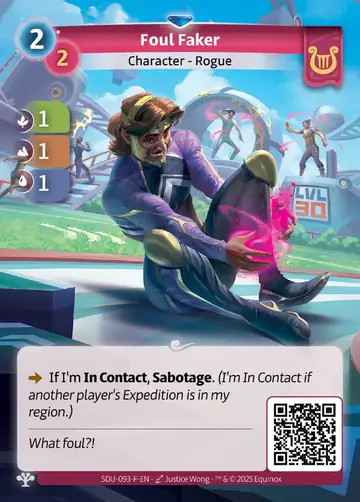 2
Foul Faker
2
Character - Rogue
1
1
1
LVL
30
If I'm In Contact, Sabotage. (I'm In Contact if
another player's Expedition is in my
region.)
What foul?!
SDU-093-F-EN - Justice Wong - ™ & © 2025 Equinox